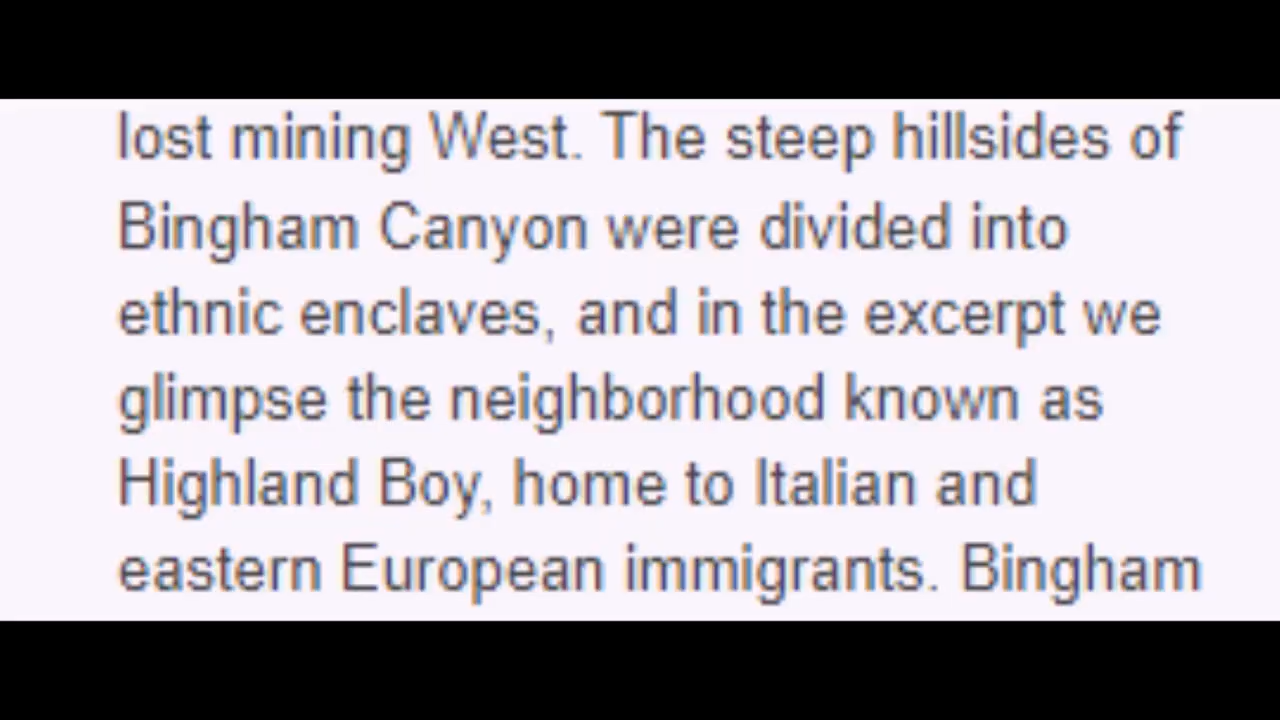 lost mining West. The steep hillsides of
Bingham Canyon were divided into
ethnic enclaves, and in the excerpt we
glimpse the neighborhood known as
Highland Boy, home to Italian and
eastern European immigrants. Bingham